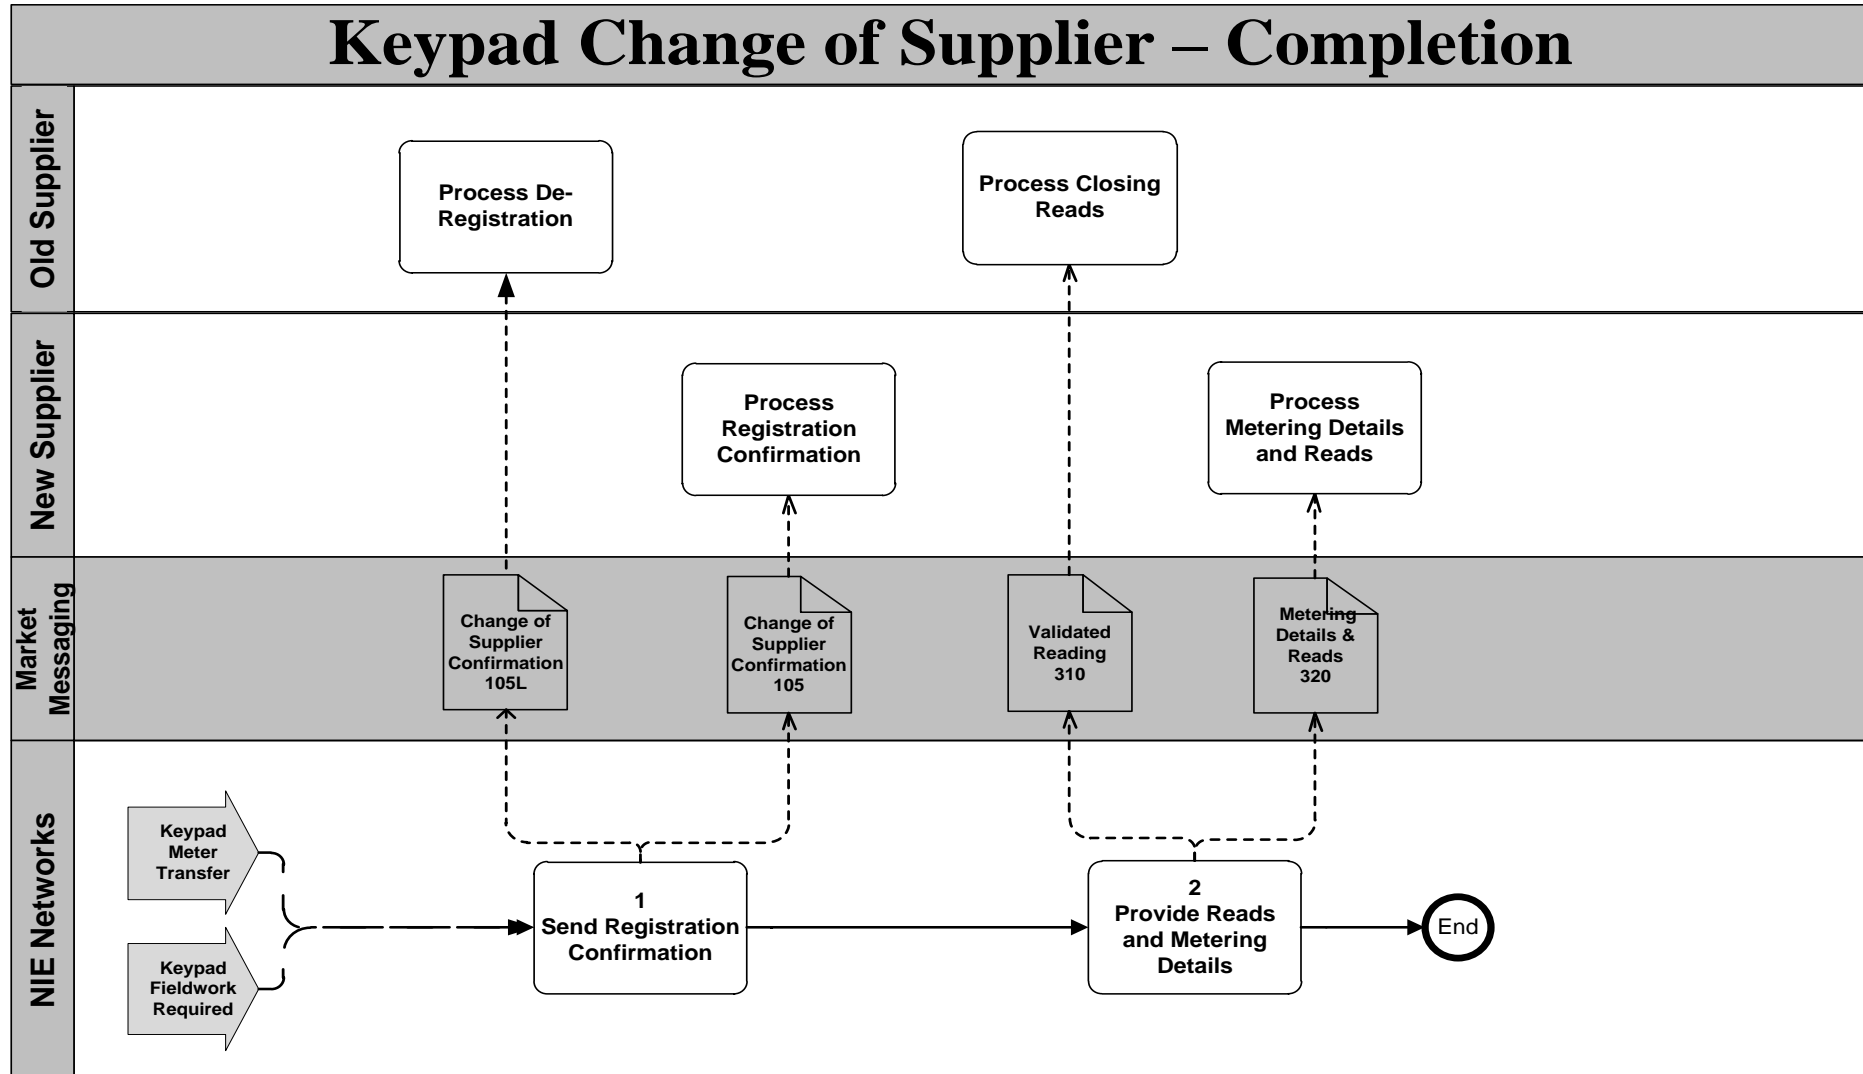 Keypad Change of Supplier – Completion
Old Supplier
Process De-
Registration
Process Closing
Reads
New Supplier
Process
Registration
Confirmation
Process
Metering Details
and Reads
Market
Messaging
Change of
Supplier
Confirmation
105L
Change of
Supplier
Confirmation
105
Validated
Reading
310
Metering
Details &
Reads
320
NIE Networks
Keypad
Meter
Transfer
Keypad
Fieldwork
Required
1
Send Registration
Confirmation
2
Provide Reads
and Metering
Details
End